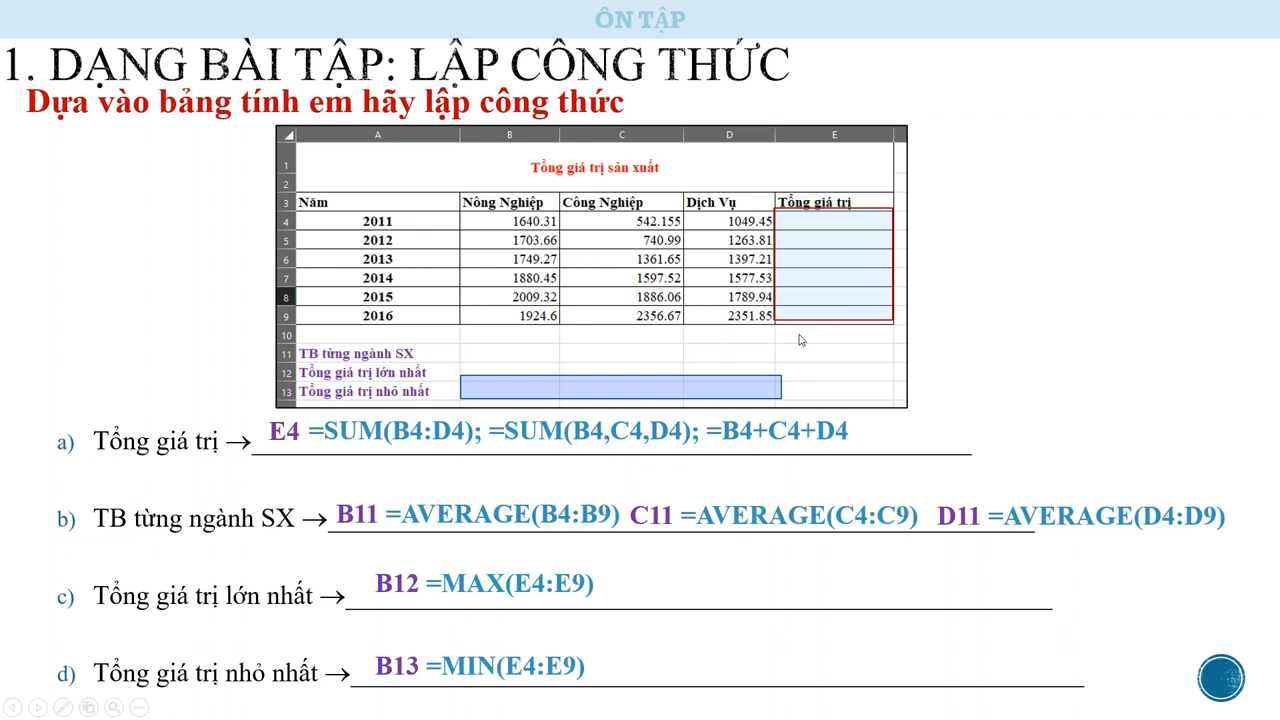 ÔN TẬP
1. DẠNG BÀI TẬP: LẬP CÔNG THỨC
Dựa vào bảng tính em hãy lập công thức
A B C D E
1 Tổng giá trị sản xuất
2
3 Năm Nông Nghiệp Công Nghiệp Dịch Vụ Tổng giá trị
4 2011 1640.31 542.155 1049.45
5 2012 1703.66 740.99 1263.81
6 2013 1749.27 1361.65 1397.21
7 2014 1880.45 1597.52 1577.53
8 2015 2009.32 1886.06 1789.94
9 2016 1924.6 2356.67 2351.85
10
11 TB từng ngành SX
12 Tổng giá trị lớn nhất
13 Tổng giá trị nhỏ nhất
a) Tổng giá trị → E4 =SUM(B4:D4); =SUM(B4,C4,D4); =B4+C4+D4
b) TB từng ngành SX → B11 =AVERAGE(B4:B9) C11 =AVERAGE(C4:C9) D11 =AVERAGE(D4:D9)
c) Tổng giá trị lớn nhất → B12 =MAX(E4:E9)
d) Tổng giá trị nhỏ nhất → B13 =MIN(E4:E9)